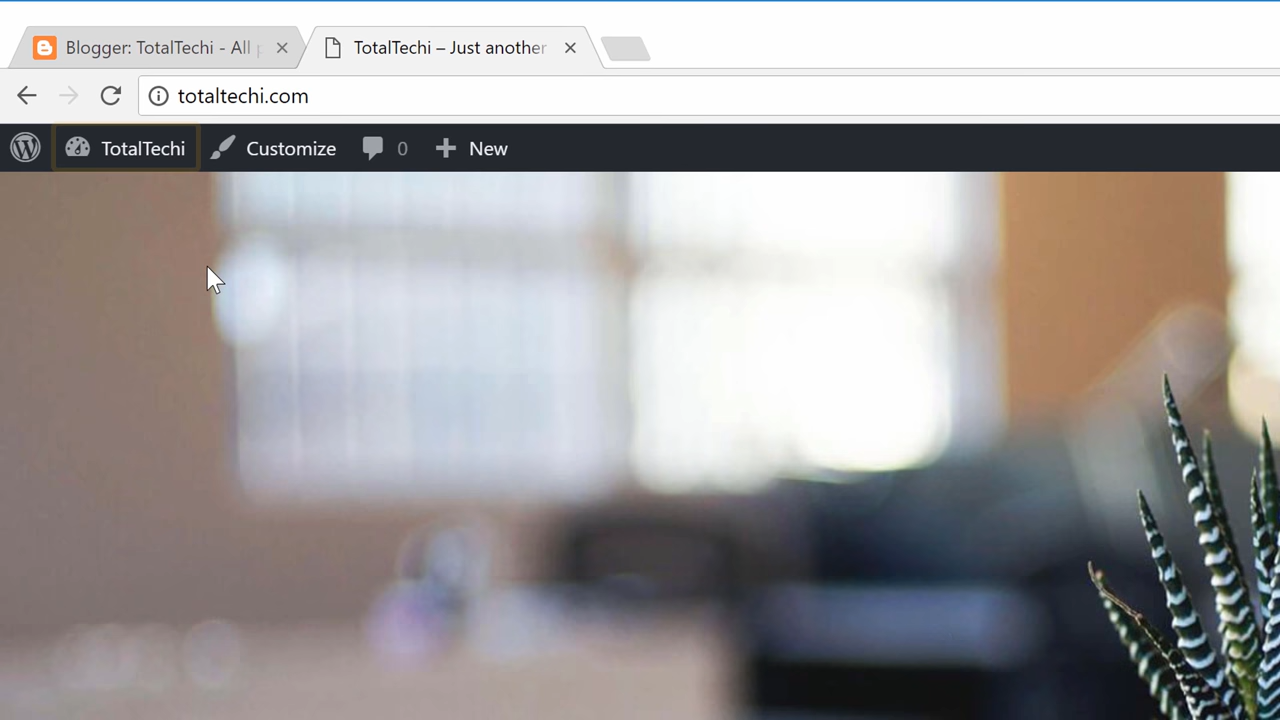 Blogger: TotalTechi - All
TotalTechi – Just another
totaltechi.com
TotalTechi Customize 0 New